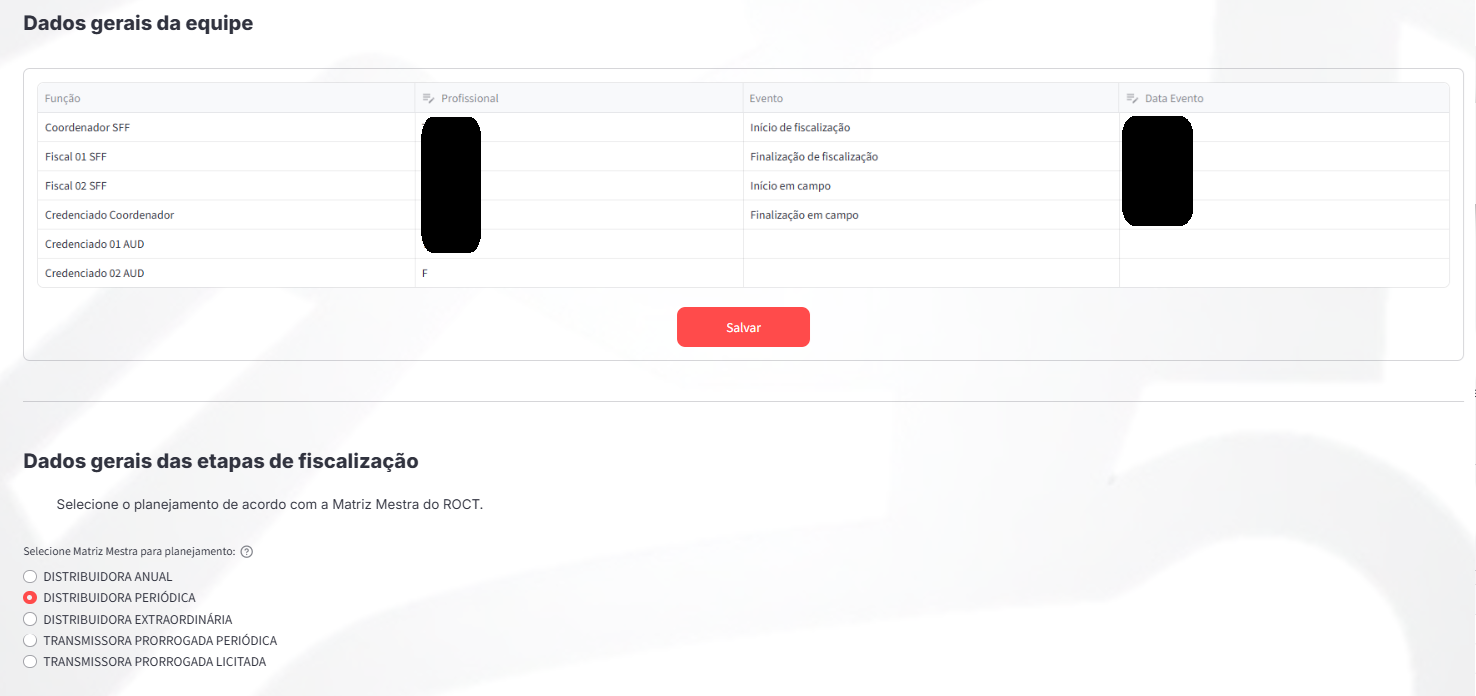 Dados gerais da equipe
Função Profissional Evento Data Evento
Coordenador SFF Início de fiscalização
Fiscal 01 SFF Finalização de fiscalização
Fiscal 02 SFF Início em campo
Credenciado Coordenador Finalização em campo
Credenciado 01 AUD
Credenciado 02 AUD F
Salvar
Dados gerais das etapas de fiscalização
Selecione o planejamento de acordo com a Matriz Mestra do ROCT.
Selecione Matriz Mestra para planejamento: ?
DISTRIBUIDORA ANUAL
DISTRIBUIDORA PERIÓDICA
DISTRIBUIDORA EXTRAORDINÁRIA
TRANSMISSORA PRORROGADA PERIÓDICA
TRANSMISSORA PRORROGADA LICITADA